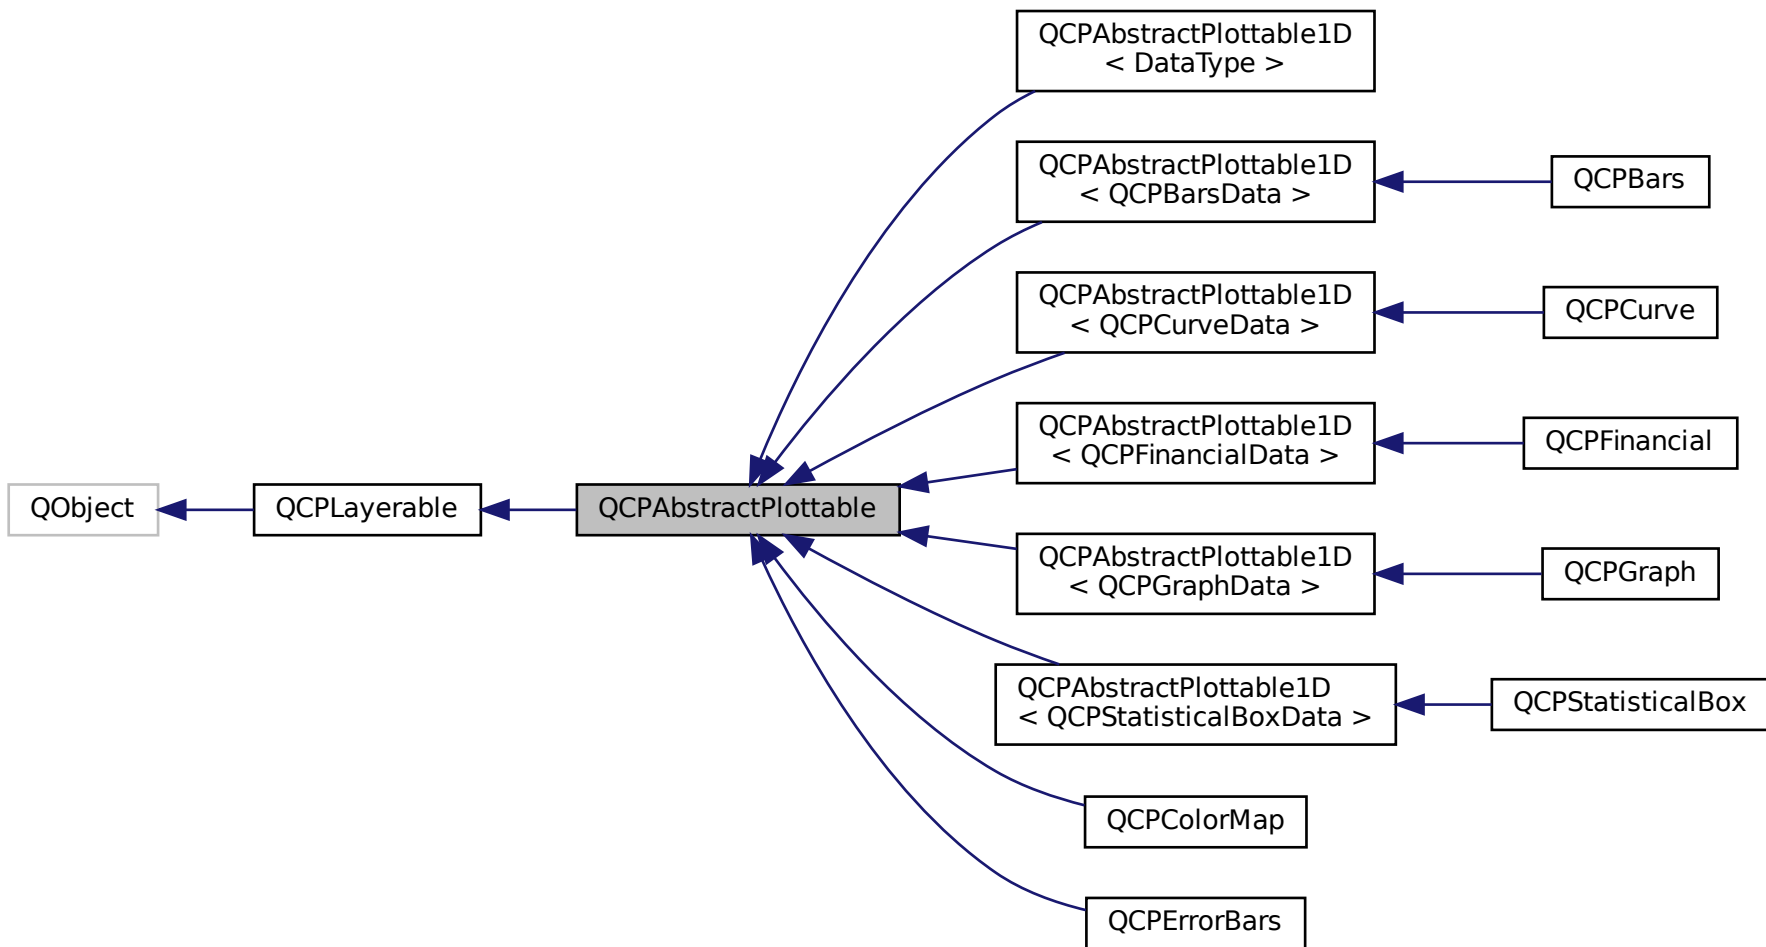 QCPAbstractPlottable1D
< DataType >
QCPAbstractPlottable1D
< QCPBarsData >
QCPBars
QCPAbstractPlottable1D
< QCPCurveData >
QCPCurve
QCPAbstractPlottable1D
< QCPFinancialData >
QCPFinancial
QObject
QCPLayerable
QCPAbstractPlottable
QCPAbstractPlottable1D
< QCPGraphData >
QCPGraph
QCPAbstractPlottable1D
< QCPStatisticalBoxData >
QCPStatisticalBox
QCPColorMap
QCPErrorBars